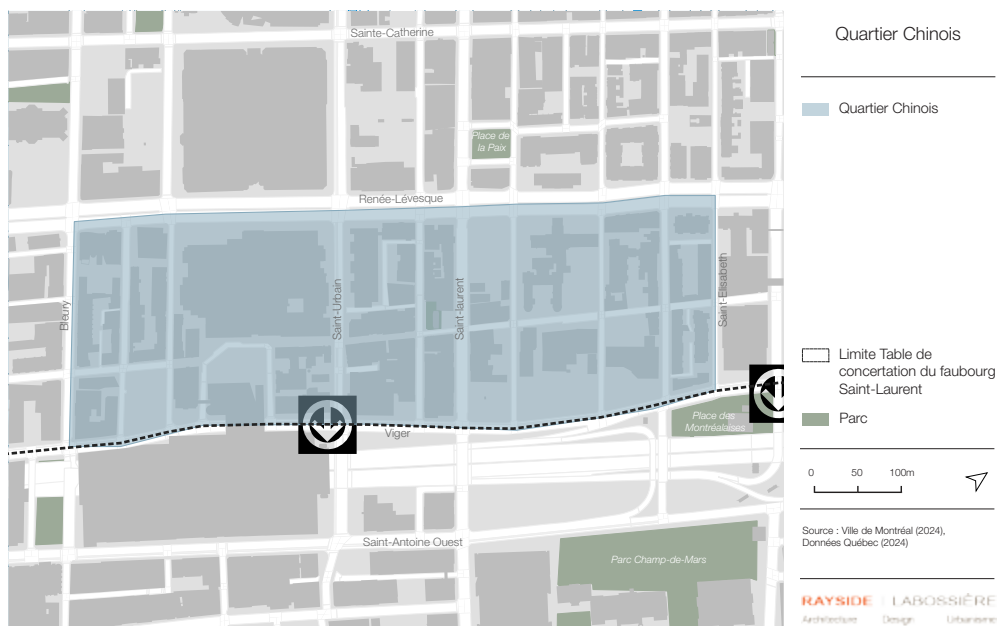 Sainte-Catherine
Place de
la Paix
Renée-Lévesque
Bleury
Saint-Urbain
Saint-laurent
Saint-Elisabeth
Place des
Montréalaises
Viger
Saint-Antoine Ouest
Parc Champ-de-Mars
Quartier Chinois
Quartier Chinois
Limite Table de
concertation du faubourg
Saint-Laurent
Parc
0 50 100m
Source : Ville de Montréal (2024),
Données Québec (2024)
RAYSIDE | LABOSSIÈRE
Architecture Design Urbanisme